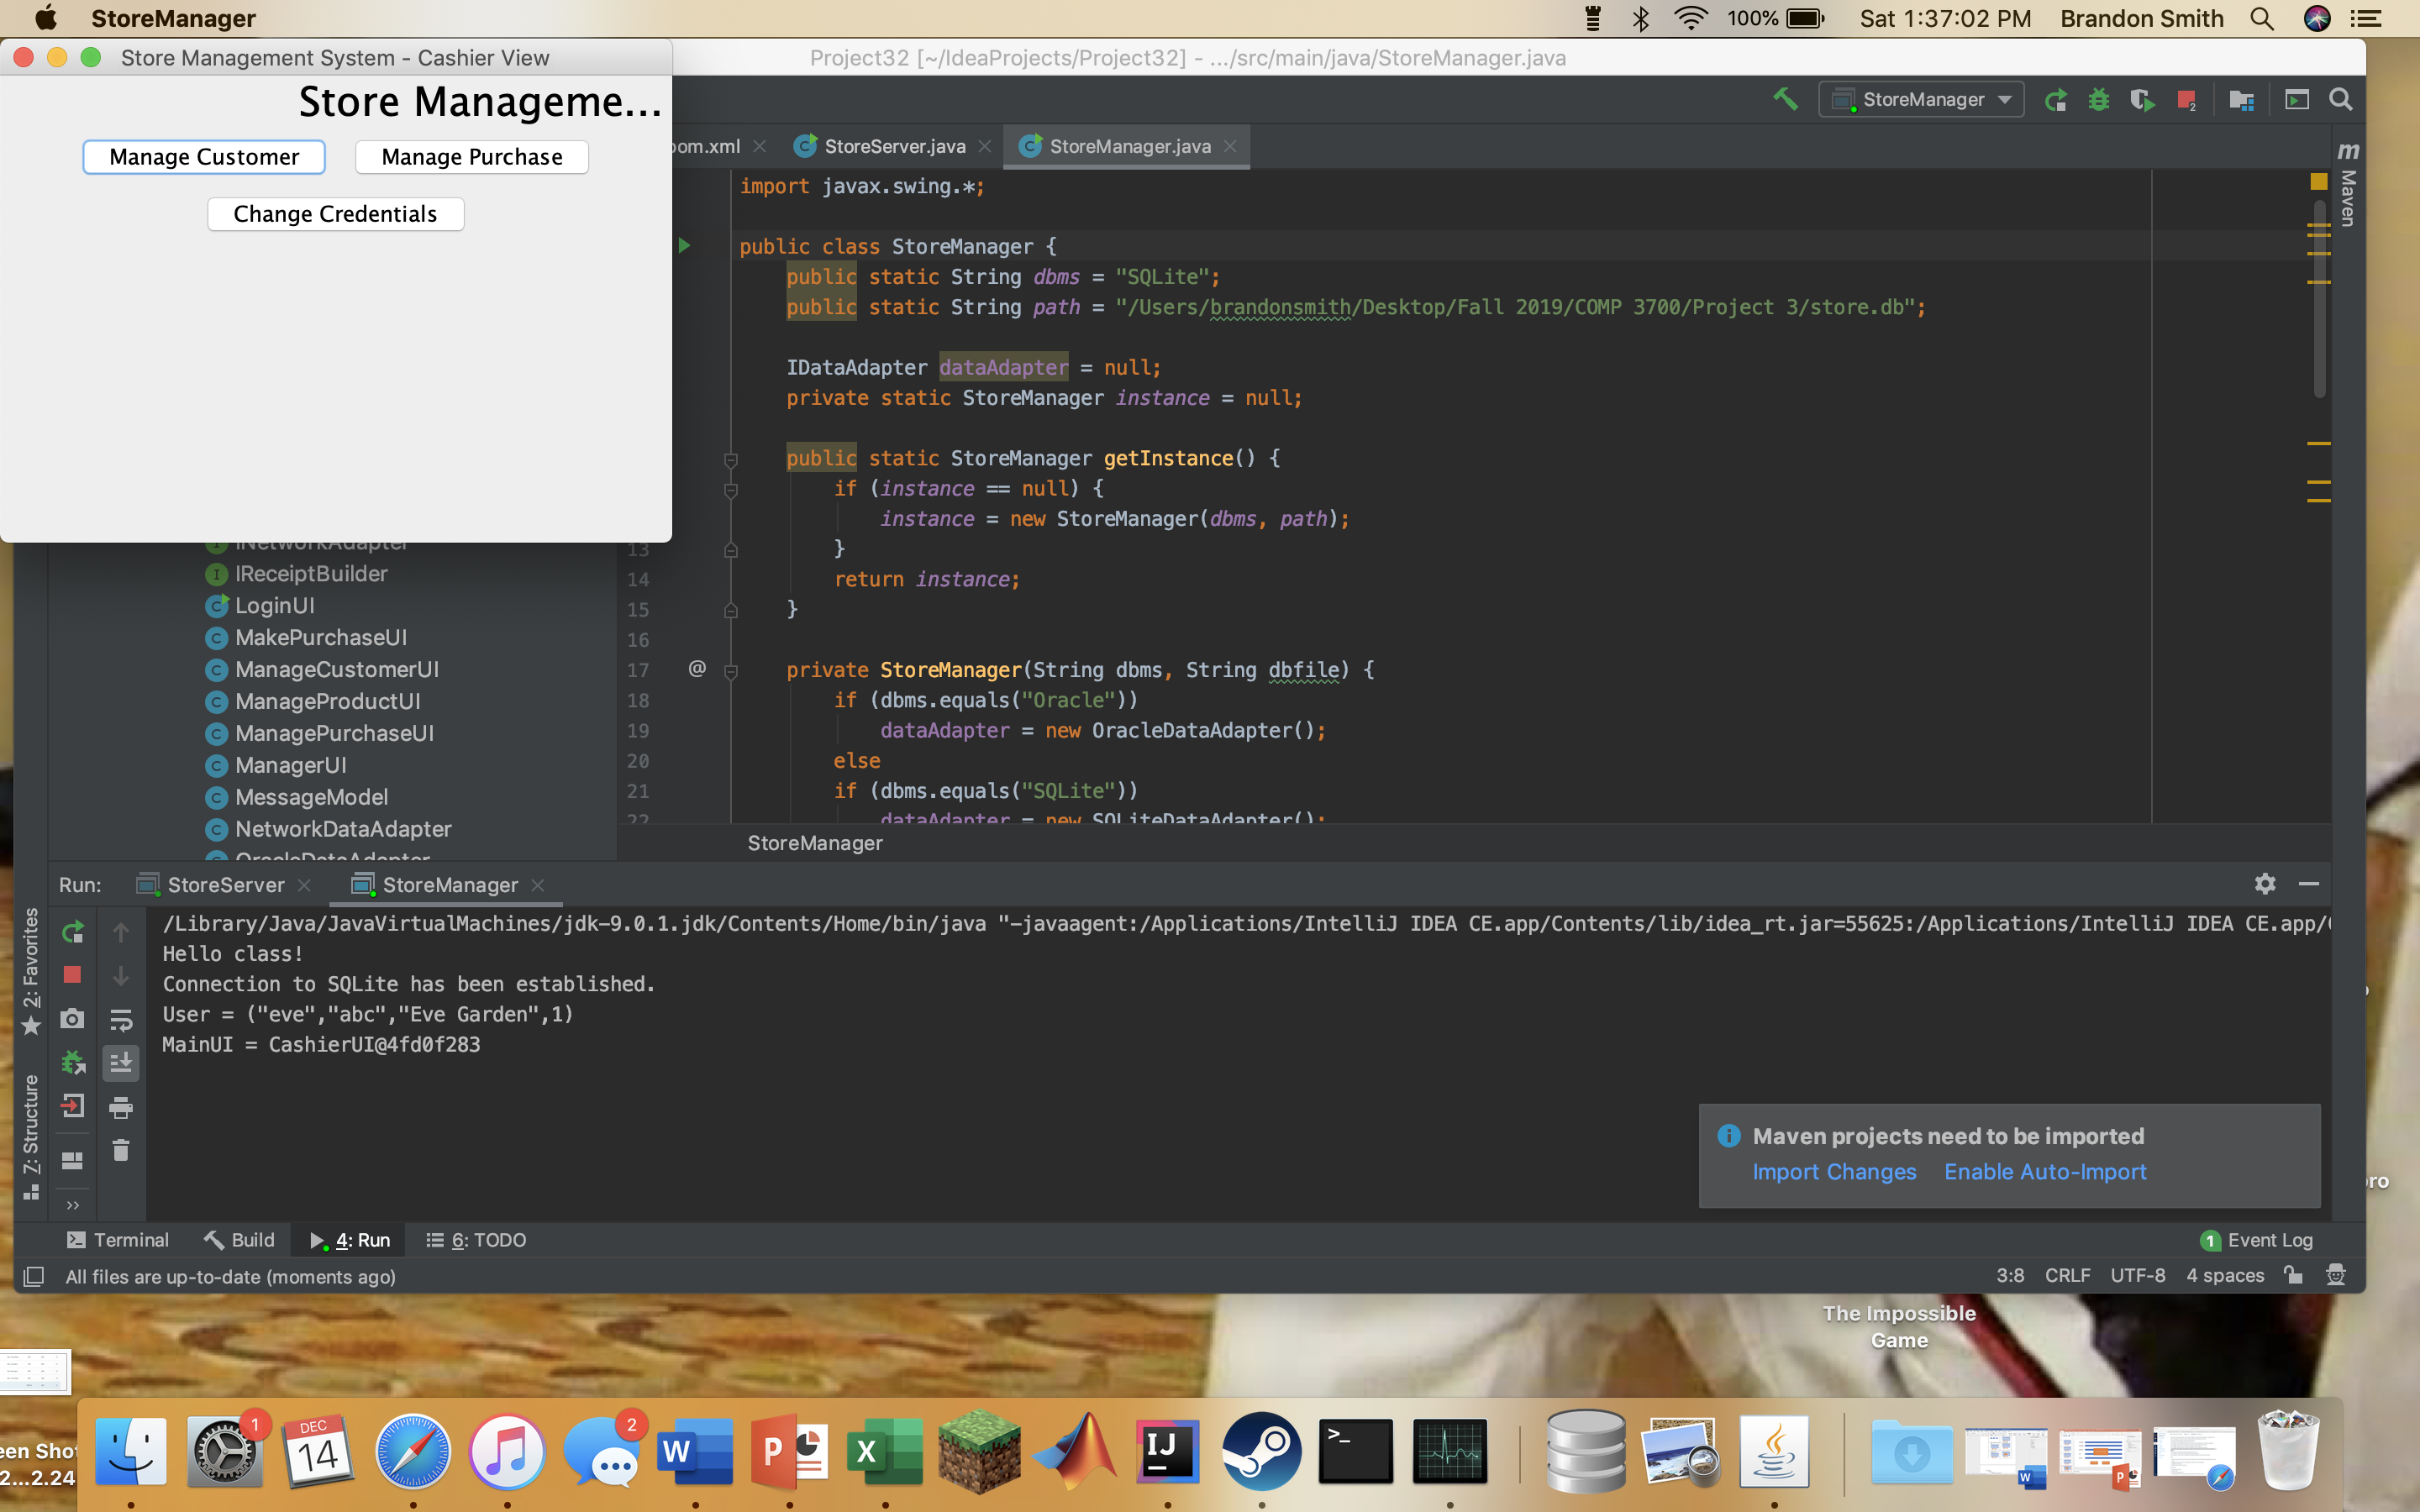 StoreManager
100%
Sat 1:37:02 PM
Brandon Smith
Store Management System - Cashier View
Store Manageme...
Manage Customer
Manage Purchase
Change Credentials
Project32 [~/IdeaProjects/Project32] - .../src/main/java/StoreManager.java
StoreManager
2
pom.xml
StoreServer.java
StoreManager.java
Maven
import javax.swing.*;
public class StoreManager {
public static String dbms = "SQLite";
public static String path = "/Users/brandonsmith/Desktop/Fall 2019/COMP 3700/Project 3/store.db";
IDataAdapter dataAdapter = null;
private static StoreManager instance = null;
public static StoreManager getInstance() {
if (instance == null) {
instance = new StoreManager(dbms, path);
13 }
14 return instance;
15 }
16
17 @ private StoreManager(String dbms, String dbfile) {
18 if (dbms.equals("Oracle"))
19 dataAdapter = new OracleDataAdapter();
20 else
21 if (dbms.equals("SQLite"))
22 dataAdapter = new SQLiteDataAdapter();
StoreManager
INetworkAdapter
IReceiptBuilder
LoginUI
MakePurchaseUI
ManageCustomerUI
ManageProductUI
ManagePurchaseUI
ManagerUI
MessageModel
NetworkDataAdapter
OracleDataAdapter
Run:
StoreServer
StoreManager
2: Favorites
7: Structure
/Library/Java/JavaVirtualMachines/jdk-9.0.1.jdk/Contents/Home/bin/java "-javaagent:/Applications/IntelliJ IDEA CE.app/Contents/lib/idea_rt.jar=55625:/Applications/IntelliJ IDEA CE.app/
Hello class!
Connection to SQLite has been established.
User = ("eve","abc","Eve Garden",1)
MainUI = CashierUI@4fd0f283
Maven projects need to be imported
Import Changes
Enable Auto-Import
Terminal
Build
4: Run
6: TODO
1 Event Log
All files are up-to-date (moments ago)
3:8
CRLF
UTF-8
4 spaces
The Impossible
Game
een Shot
2...2.24
1
DEC
14
2
W
P
X
IJ
>_
W
P